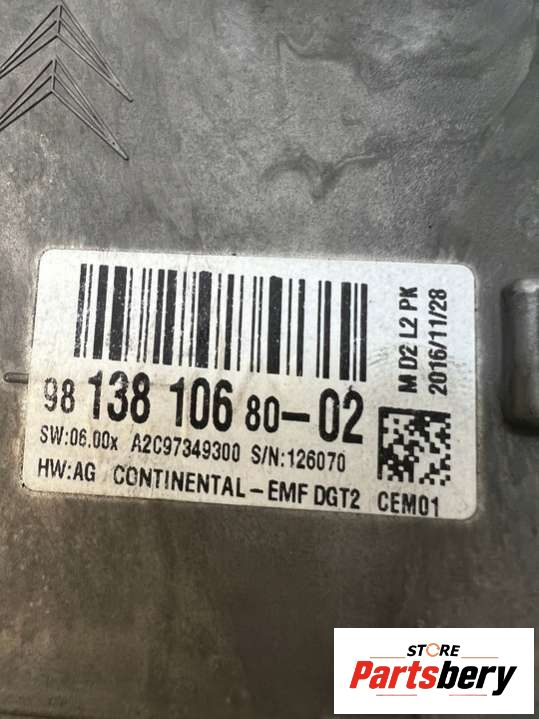 98 138 106 80-02
SW:06.00x A2C97349300 S/N:126070
HW:AG CONTINENTAL-EMF DGT2 CEM01
M D2 L2 PK
2016/11/28
STORE
Partsbery